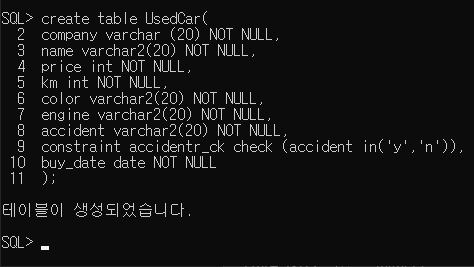 SQL> create table UsedCar(
2 company varchar (20) NOT NULL,
3 name varchar2(20) NOT NULL,
4 price int NOT NULL,
5 km int NOT NULL,
6 color varchar2(20) NOT NULL,
7 engine varchar2(20) NOT NULL,
8 accident varchar2(20) NOT NULL,
9 constraint accidentr_ck check (accident in('y','n')),
10 buy_date date NOT NULL
11 );
테이블이 생성되었습니다.
SQL>